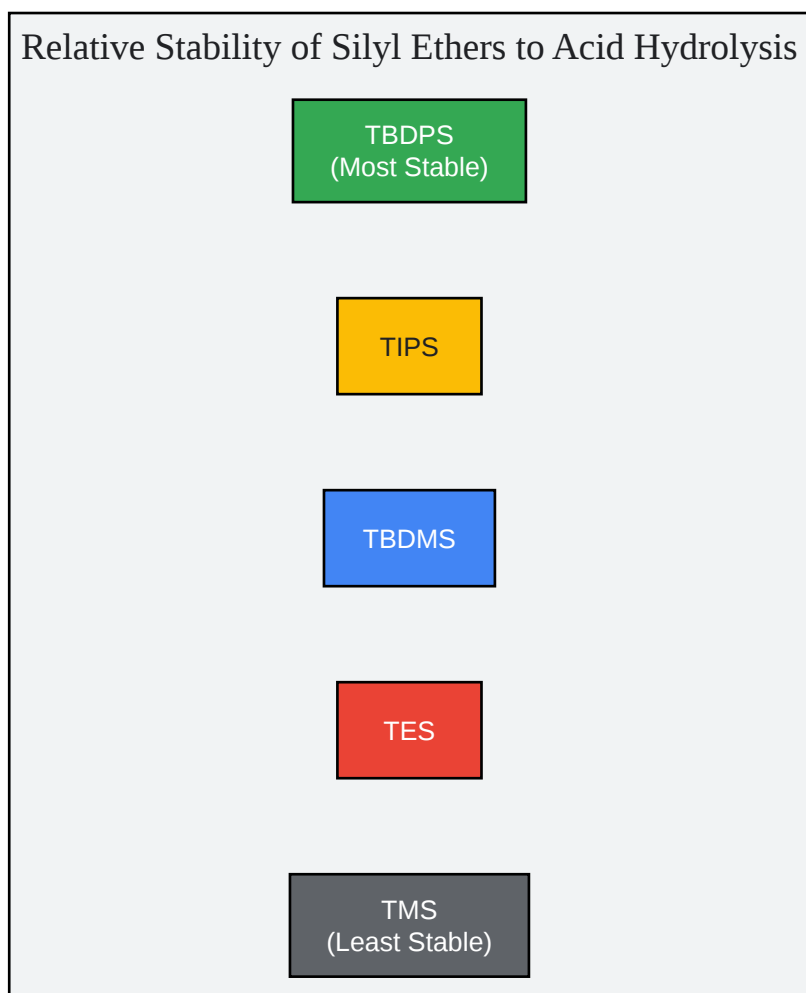 Relative Stability of Silyl Ethers to Acid Hydrolysis
TBDPS
(Most Stable)
TIPS
TBDMS
TES
TMS
(Least Stable)